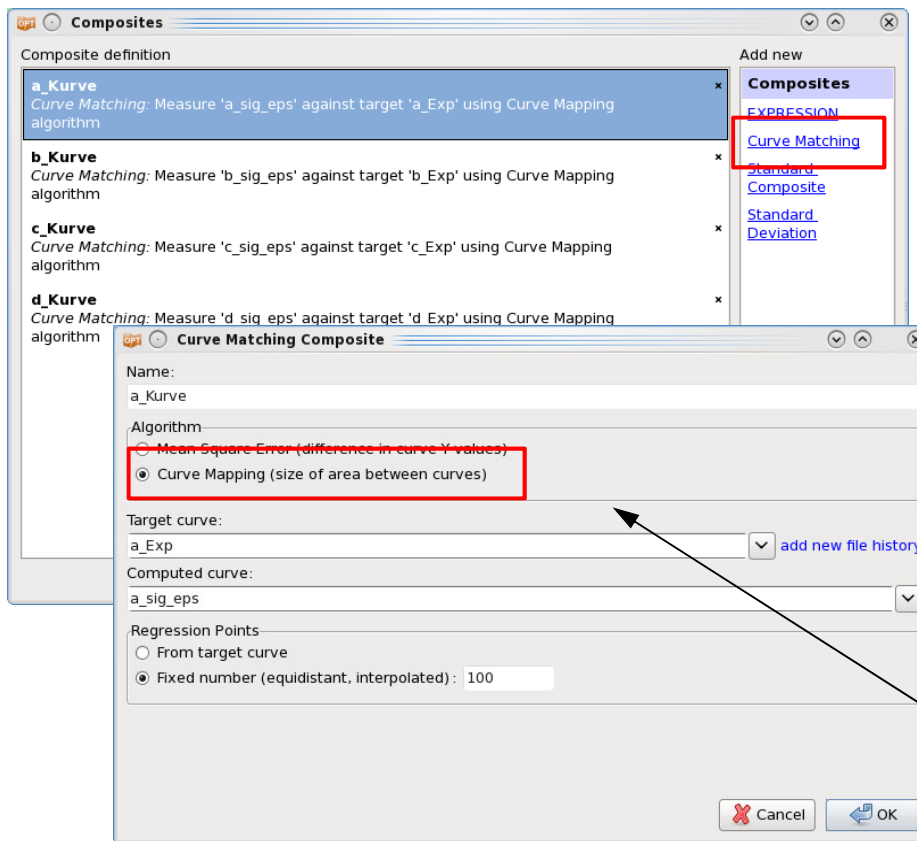 OPT Composites
Composite definition
Add new
a_Kurve
Curve Matching: Measure 'a_sig_eps' against target 'a_Exp' using Curve Mapping
algorithm
b_Kurve
Curve Matching: Measure 'b_sig_eps' against target 'b_Exp' using Curve Mapping
algorithm
c_Kurve
Curve Matching: Measure 'c_sig_eps' against target 'c_Exp' using Curve Mapping
algorithm
d_Kurve
Curve Matching: Measure 'd_sig_eps' against target 'd_Exp' using Curve Mapping
algorithm
Composites
EXPRESSION
Curve Matching
Standard
Composite
Standard
Deviation
OPT Curve Matching Composite
Name:
a_Kurve
Algorithm
Mean Square Error (difference in curve Y values)
Curve Mapping (size of area between curves)
Target curve:
a_Exp
add new file history
Computed curve:
a_sig_eps
Regression Points
From target curve
Fixed number (equidistant, interpolated) : 100
Cancel
OK